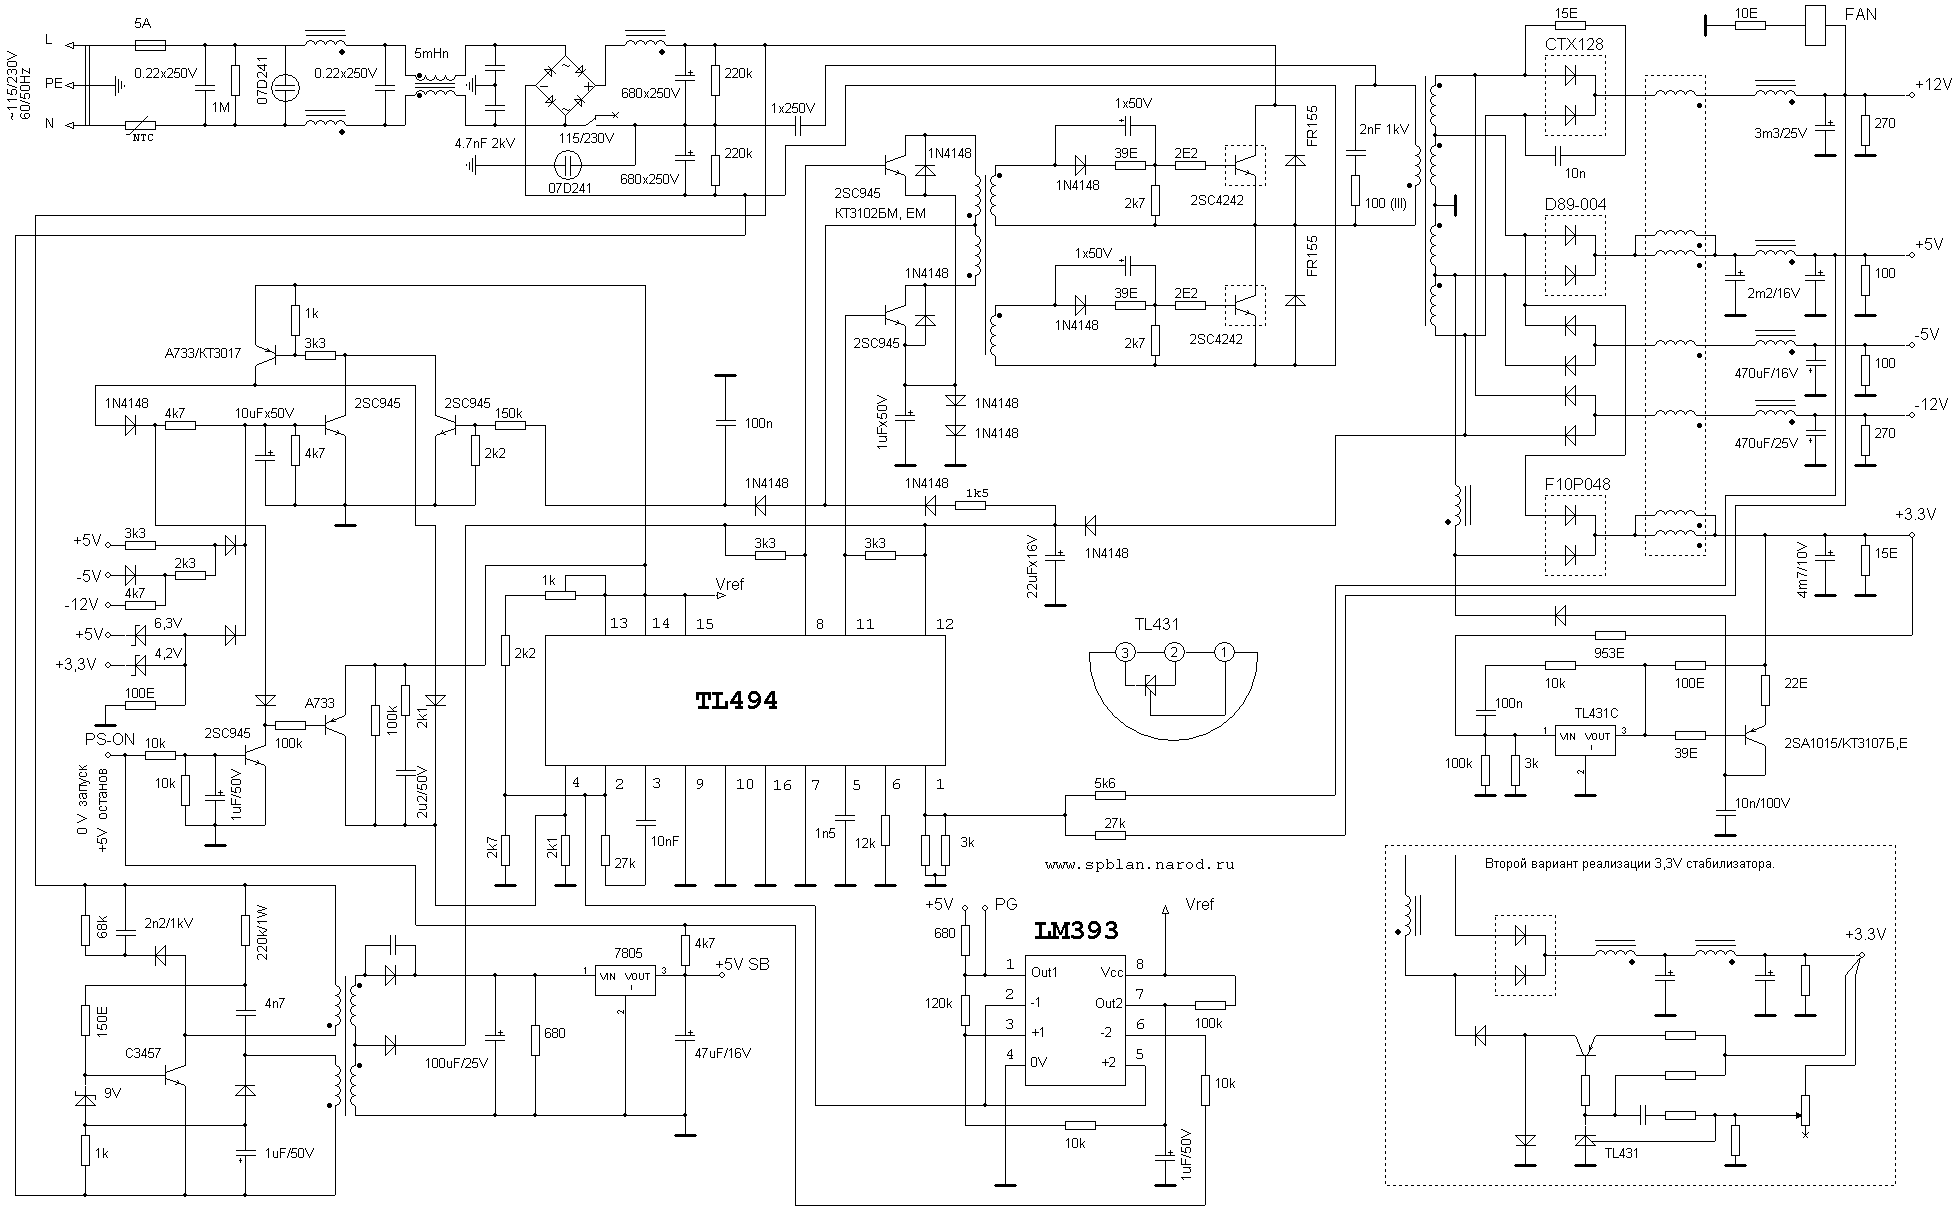 ~115/230V
60/50Hz
L
PE
N
5A
0.22x250V
1M
07D241
0.22x250V
NTC
5mHn
4.7nF 2kV
~
~
115/230V
07D241
680x250V
680x250V
220k
220k
1x250V
2SC945
КТ3102БМ, ЕМ
1N4148
1N4148
2SC945
1x50V
1N4148
39E
2E2
2k7
2SC4242
FR155
1x50V
1N4148
39E
2E2
2k7
2SC4242
FR155
2nF 1kV
100 (III)
15E
CTX128
10n
10E
FAN
+12V
3m3/25V
270
D89-004
+5V
2m2/16V
100
-5V
470uF/16V
100
-12V
470uF/25V
270
F10P048
+3.3V
4m7/10V
15E
1k
3k3
A733/КТ3017
1N4148
4k7
10uFx50V
2SC945
4k7
2SC945
150k
2k2
100n
1uFx50V
1N4148
1N4148
1N4148
1N4148
1k5
22uFx16V
1N4148
+5V
3k3
-5V
2k3
-12V
4k7
+5V
6,3V
+3,3V
4,2V
100E
PS-ON
10k
10k
2SC945
1uF/50V
0 V запуск
+5V останов
100k
A733
100k
2k1
2u2/50V
1k
Vref
2k2
3k3
3k3
13
14
15
8
11
12
TL494
4
2
3
9
10
16
7
5
6
1
2k7
2k1
27k
10nF
1n5
12k
3k
5k6
27k
www.spblan.narod.ru
TL431
3
2
1
953E
10k
100E
22E
100n
TL431C
1
VIN
VOUT
3
2
39E
2SA1015/КТ3107Б,Е
100k
3k
10n/100V
68k
2n2/1kV
220k/1W
150E
4n7
C3457
9V
1k
1uF/50V
100uF/25V
680
7805
1
VIN
VOUT
3
2
4k7
+5V SB
47uF/16V
+5V
PG
680
LM393
Vref
1
Out1
Vcc
8
2
-1
Out2
7
3
+1
-2
6
4
0V
+2
5
120k
100k
10k
10k
1uF/50V
Второй вариант реализации 3,3V стабилизатора.
+3.3V
TL431